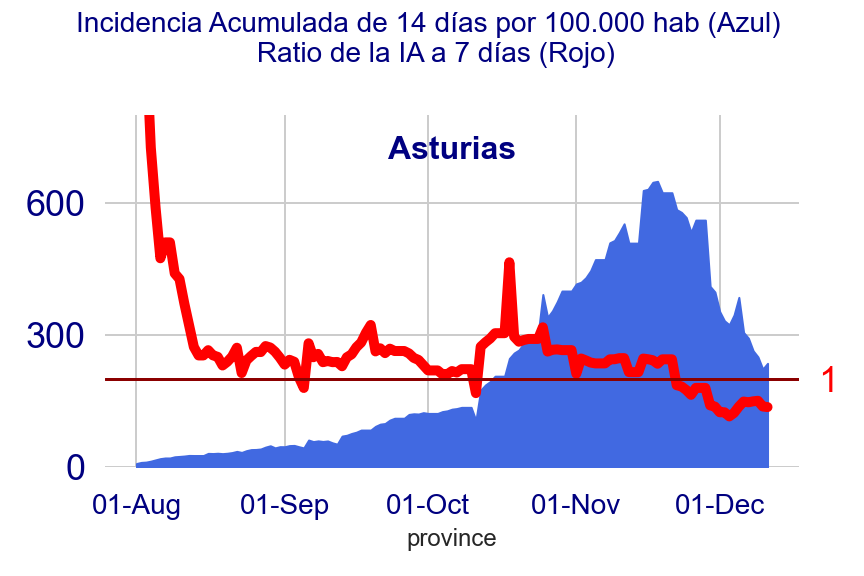 Incidencia Acumulada de 14 días por 100.000 hab (Azul)
Ratio de la IA a 7 días (Rojo)
Asturias
600
300
1
0
01-Aug 01-Sep 01-Oct 01-Nov 01-Dec
province